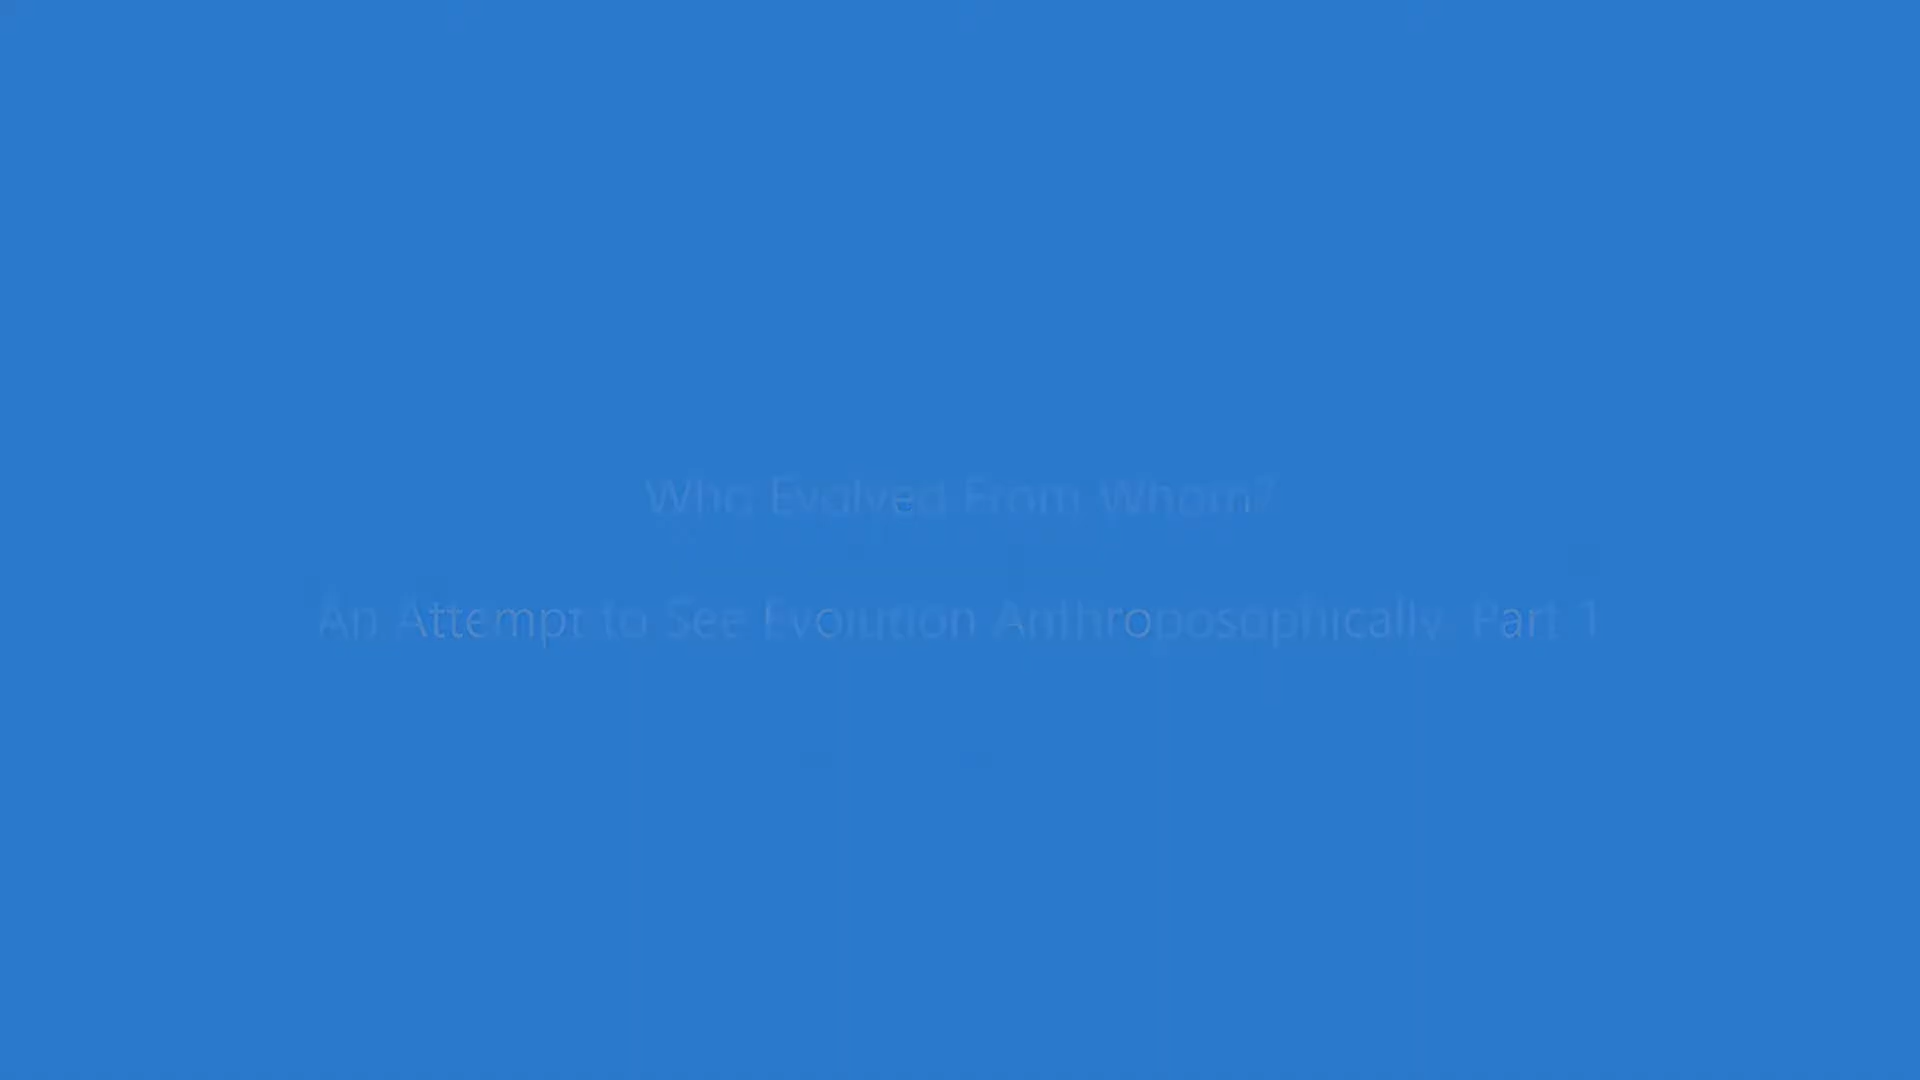 Who Evolved From Whom?
An Attempt to See Evolution Anthroposophically. Part 1